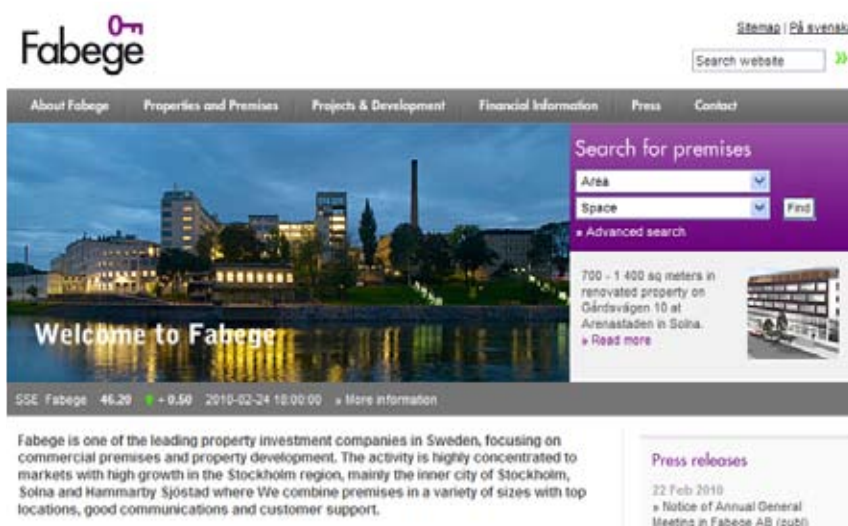 Fabege
Sitemap | På svenska
Search website
About Fabege Properties and Premises Projects & Development Financial Information Press Contact
Search for premises
Area
Space Find
» Advanced search
700 - 1 400 sq meters in
renovated property on
Gårdsvägen 10 at
Arenastaden in Solna.
» Read more
Welcome to Fabege
SSE Fabege 46.20 + 0.50 2010-02-24 18:00:00 » More information
Fabege is one of the leading property investment companies in Sweden, focusing on
commercial premises and property development. The activity is highly concentrated to
markets with high growth in the Stockholm region, mainly the inner city of Stockholm,
Solna and Hammarby Sjöstad where We combine premises in a variety of sizes with top
locations, good communications and customer support.
Press releases
22 Feb 2010
» Notice of Annual General
Meeting in Fabege AB (publ)